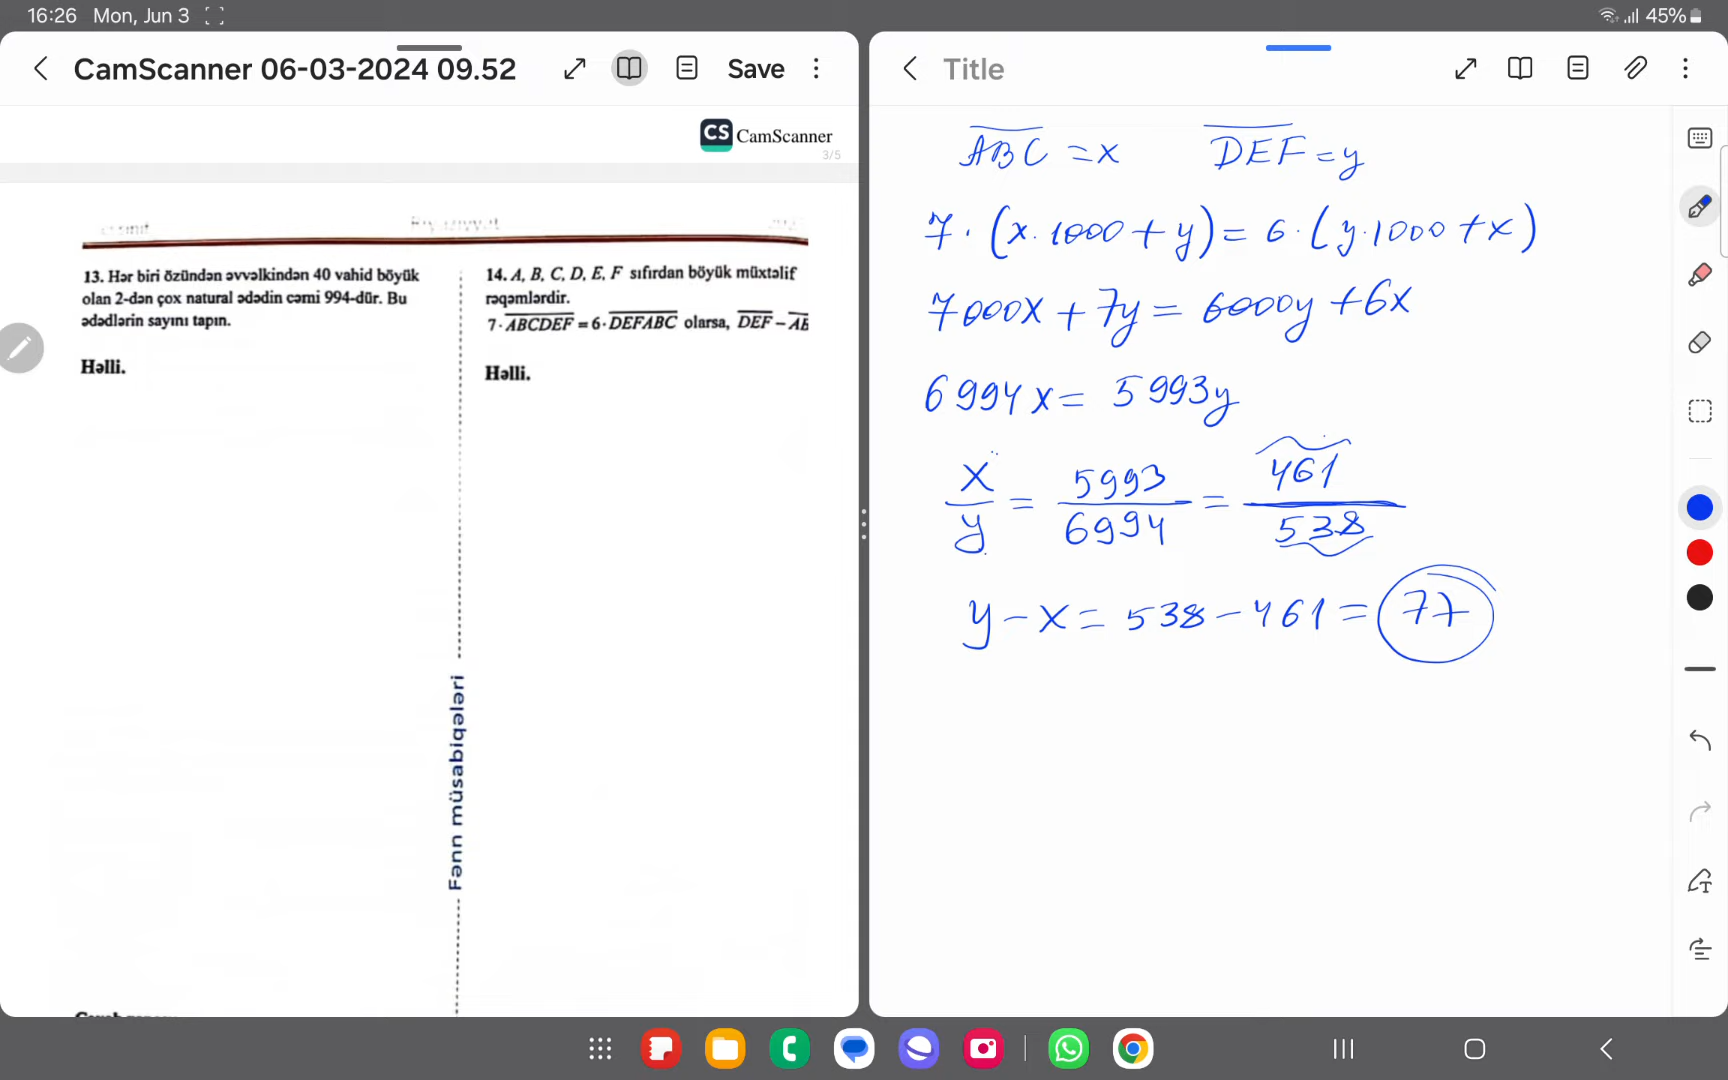 16:26 Mon, Jun 3
45%
CamScanner 06-03-2024 09.52
Save
CS CamScanner
3/5
13. Hər biri özündən əvvəlkindən 40 vahid böyük
olan 2-dən çox natural ədədin cəmi 994-dür. Bu
ədədlərin sayını tapın.
Həlli.
14. A, B, C, D, E, F sıfırdan böyük müxtəlif
rəqəmlərdir.
7·ABCDEF = 6·DEFABC olarsa, DEF – AB
Həlli.
Fənn müsabiqələri
Title
ABC = x DEF = y
7 · (x · 1000 + y) = 6 · (y · 1000 + x)
7000x + 7y = 6000y + 6x
6994x = 5993y
x/y = 5993/6994 = 461/538
y – x = 538 – 461 = 77